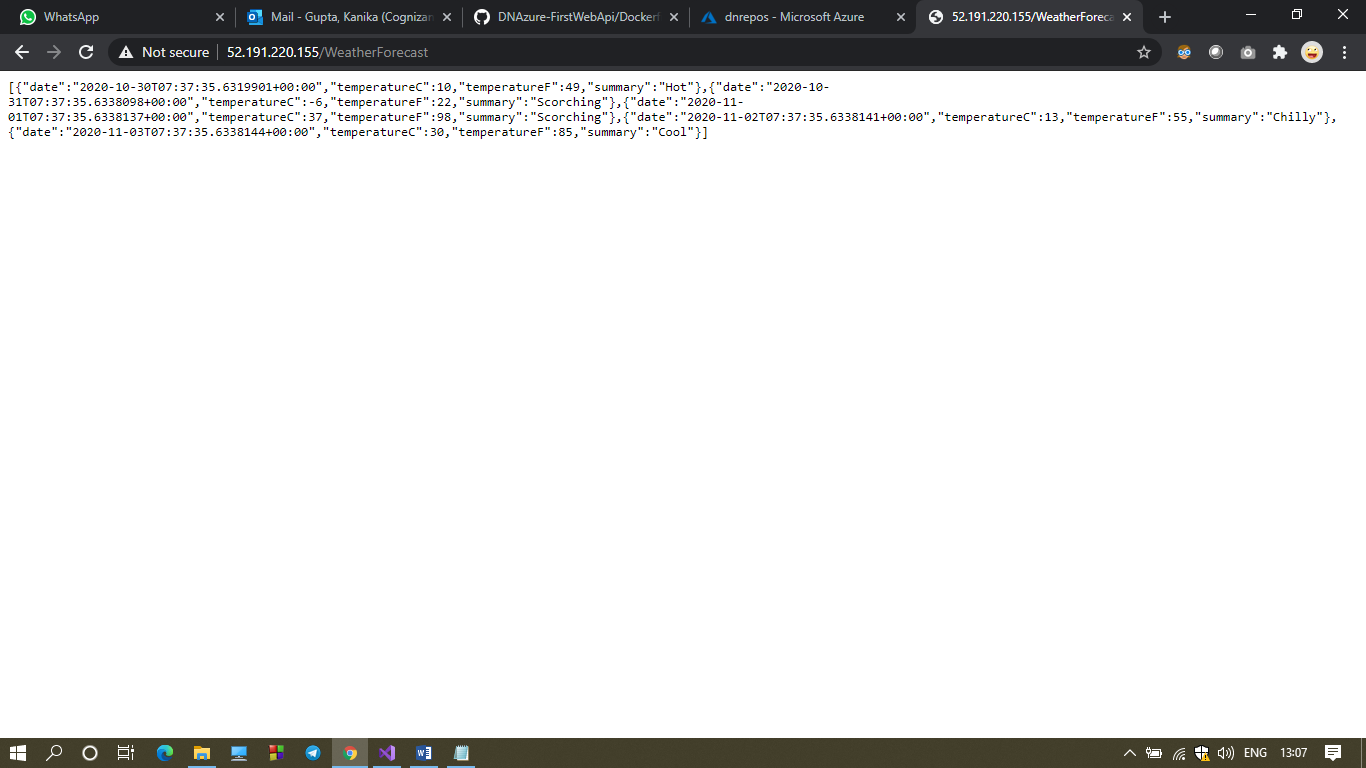 WhatsApp
Mail - Gupta, Kanika (Cognizan
DNAzure-FirstWebApi/Dockerf
dnrepos - Microsoft Azure
52.191.220.155/WeatherForeca
Not secure
52.191.220.155/WeatherForecast
[{"date":"2020-10-30T07:37:35.6319901+00:00","temperatureC":10,"temperatureF":49,"summary":"Hot"},{"date":"2020-10-
31T07:37:35.6338098+00:00","temperatureC":-6,"temperatureF":22,"summary":"Scorching"},{"date":"2020-11-
01T07:37:35.6338137+00:00","temperatureC":37,"temperatureF":98,"summary":"Scorching"},{"date":"2020-11-02T07:37:35.6338141+00:00","temperatureC":13,"temperatureF":55,"summary":"Chilly"},
{"date":"2020-11-03T07:37:35.6338144+00:00","temperatureC":30,"temperatureF":85,"summary":"Cool"}]
ENG
13:07